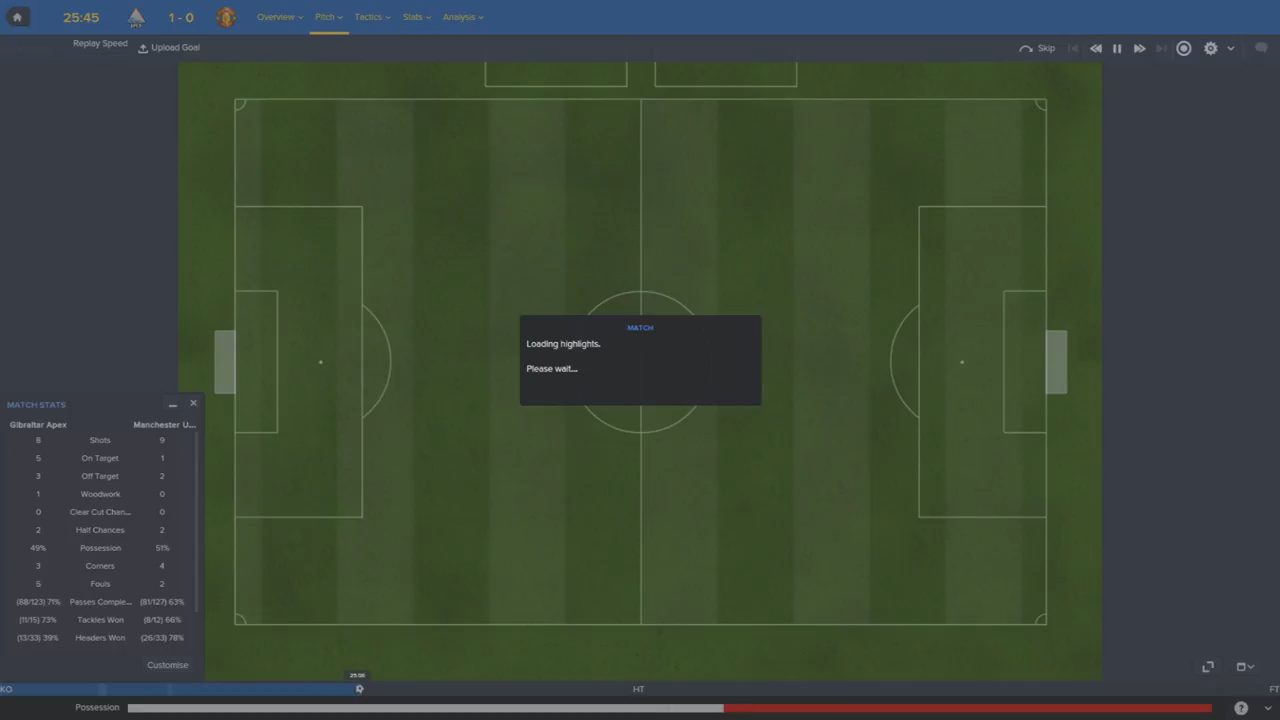 25:45
APEX
1 - 0
Overview
Pitch
Tactics
Stats
Analysis
Replay Speed
Upload Goal
Skip
MATCH
Loading highlights.
Please wait...
MATCH STATS
Gibraltar Apex Manchester U...
8 Shots 9
5 On Target 1
3 Off Target 2
1 Woodwork 0
0 Clear Cut Chan... 0
2 Half Chances 2
49% Possession 51%
3 Corners 4
5 Fouls 2
(88/123) 71% Passes Comple... (81/127) 63%
(11/15) 73% Tackles Won (8/12) 66%
(13/33) 39% Headers Won (26/33) 78%
Customise
KO
HT
FT
Possession
?